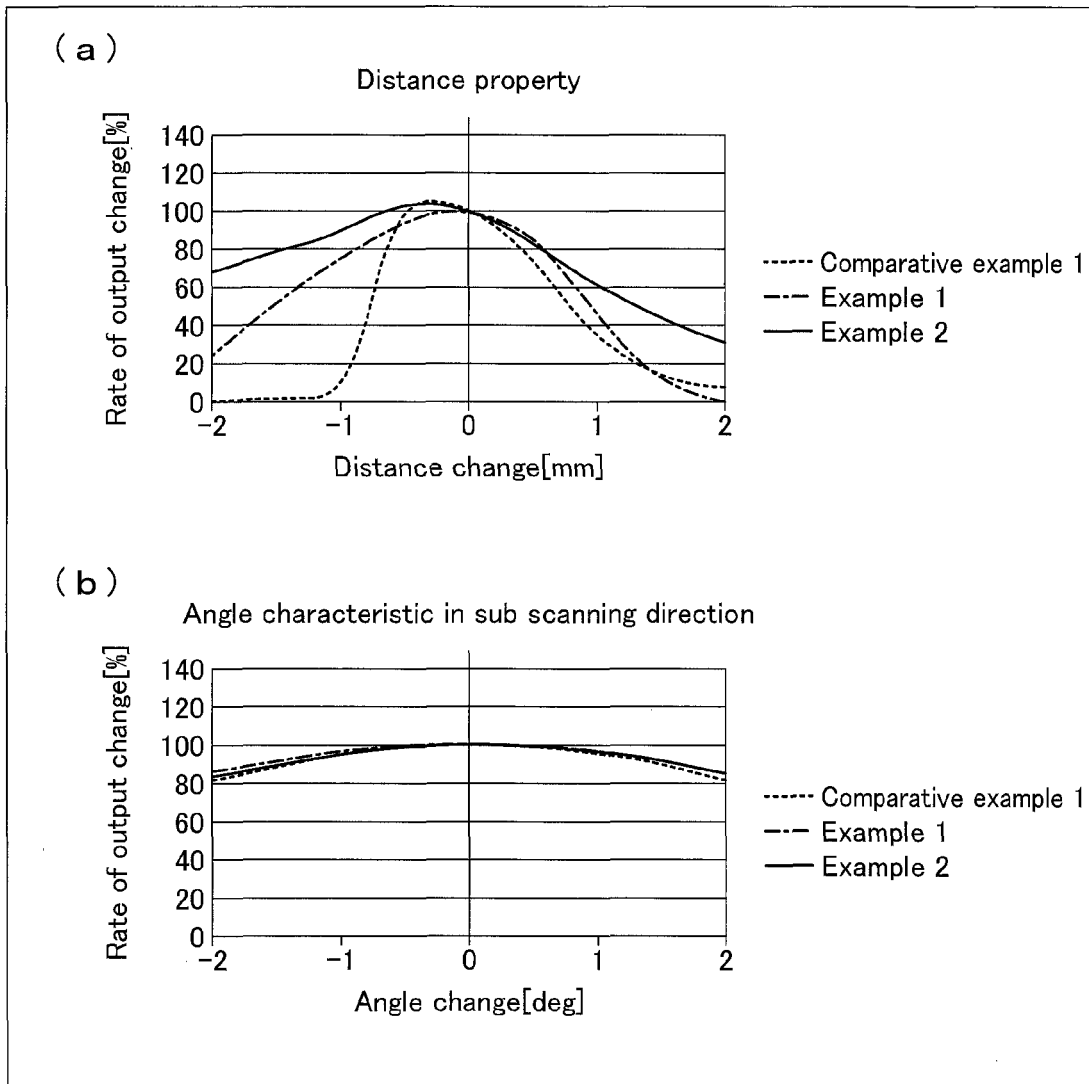 (a)
Distance property
Rate of output change[%]
140
120
100
80
60
40
20
0
-2
-1
0
1
2
Distance change[mm]
Comparative example 1
Example 1
Example 2
(b)
Angle characteristic in sub scanning direction
Rate of output change[%]
140
120
100
80
60
40
20
0
-2
-1
0
1
2
Angle change[deg]
Comparative example 1
Example 1
Example 2